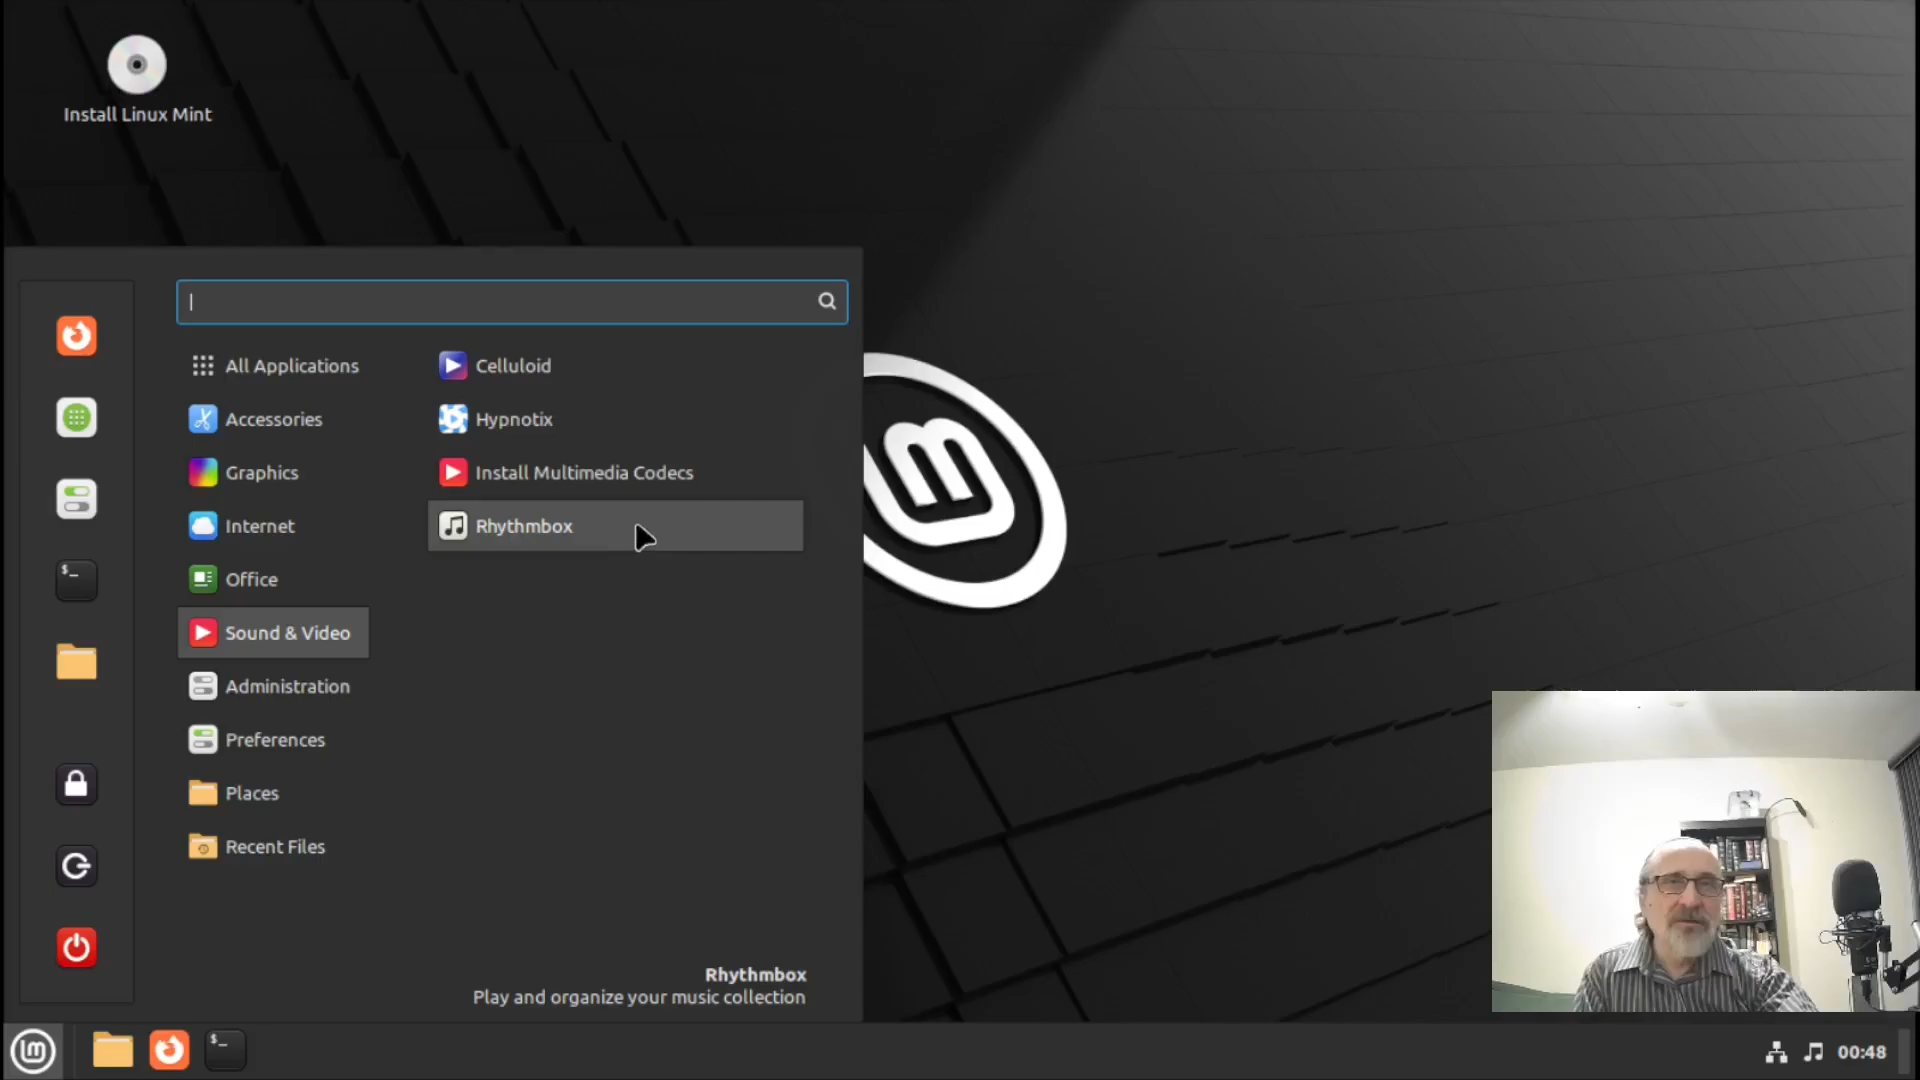 Install Linux Mint
All Applications
Accessories
Graphics
Internet
Office
Sound & Video
Administration
Preferences
Places
Recent Files
Celluloid
Hypnotix
Install Multimedia Codecs
Rhythmbox
Rhythmbox
Play and organize your music collection
$_
$_
00:48